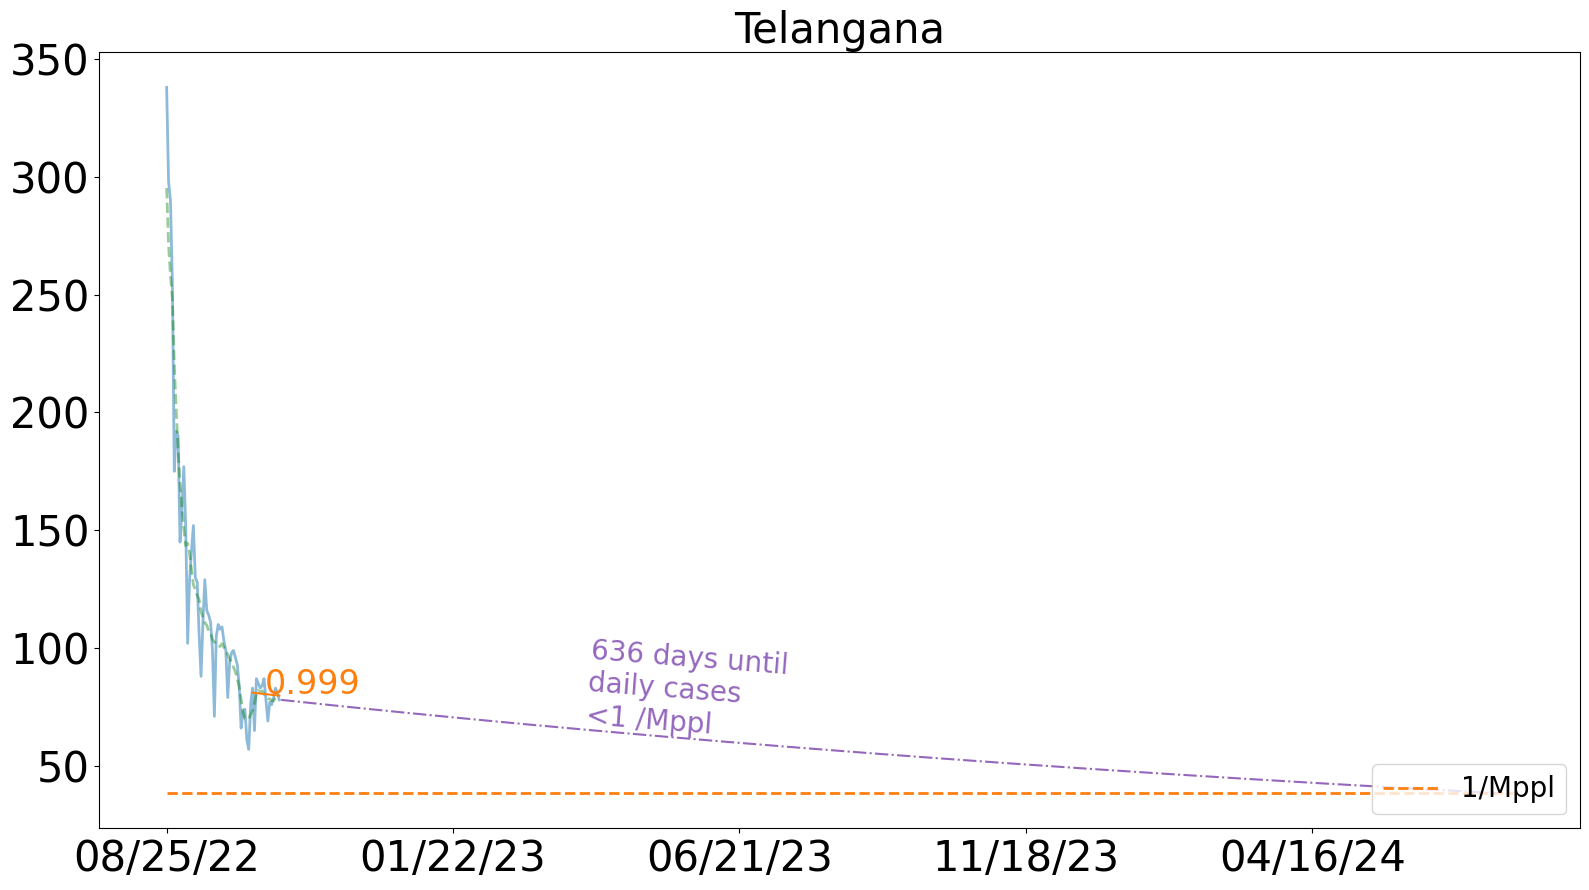 Telangana
350
300
250
200
150
100
50
0.999
636 days until
daily cases
<1 /Mppl
1/Mppl
08/25/22
01/22/23
06/21/23
11/18/23
04/16/24